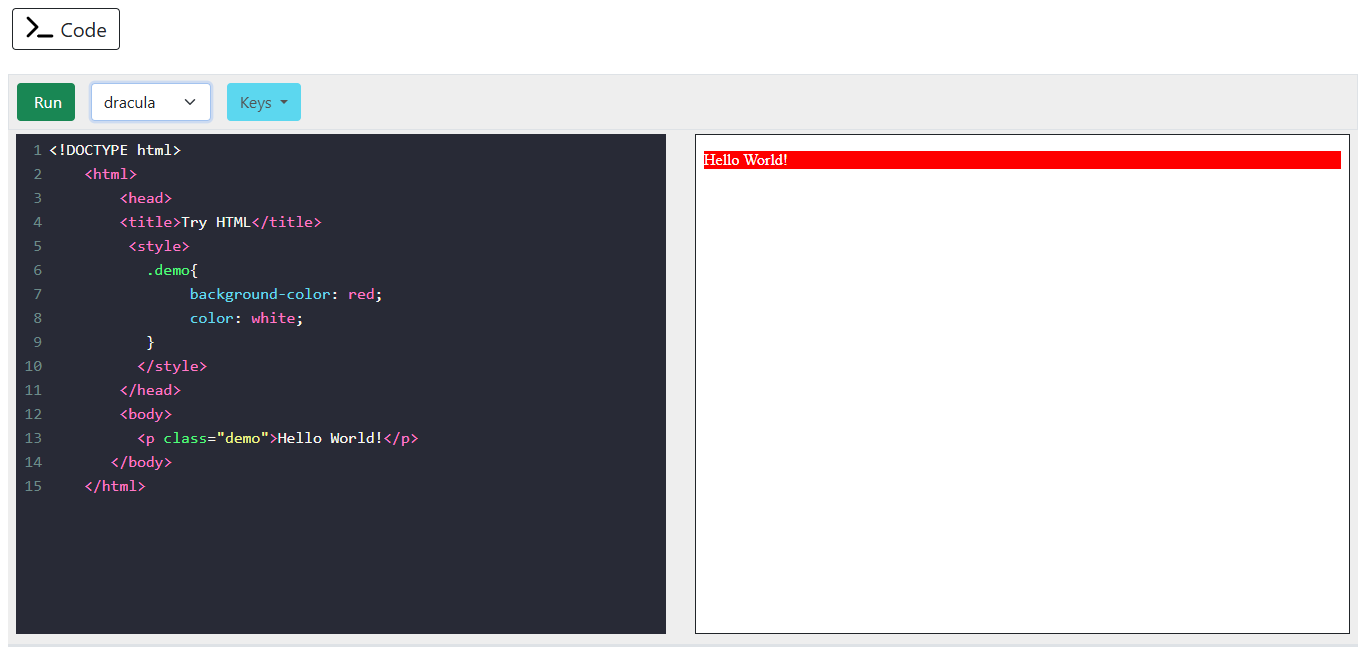 Code
Run dracula Keys
1 <!DOCTYPE html>
2     <html>
3         <head>
4         <title>Try HTML</title>
5          <style>
6            .demo{
7                 background-color: red;
8                 color: white;
9            }
10          </style>
11        </head>
12        <body>
13          <p class="demo">Hello World!</p>
14       </body>
15    </html>
Hello World!